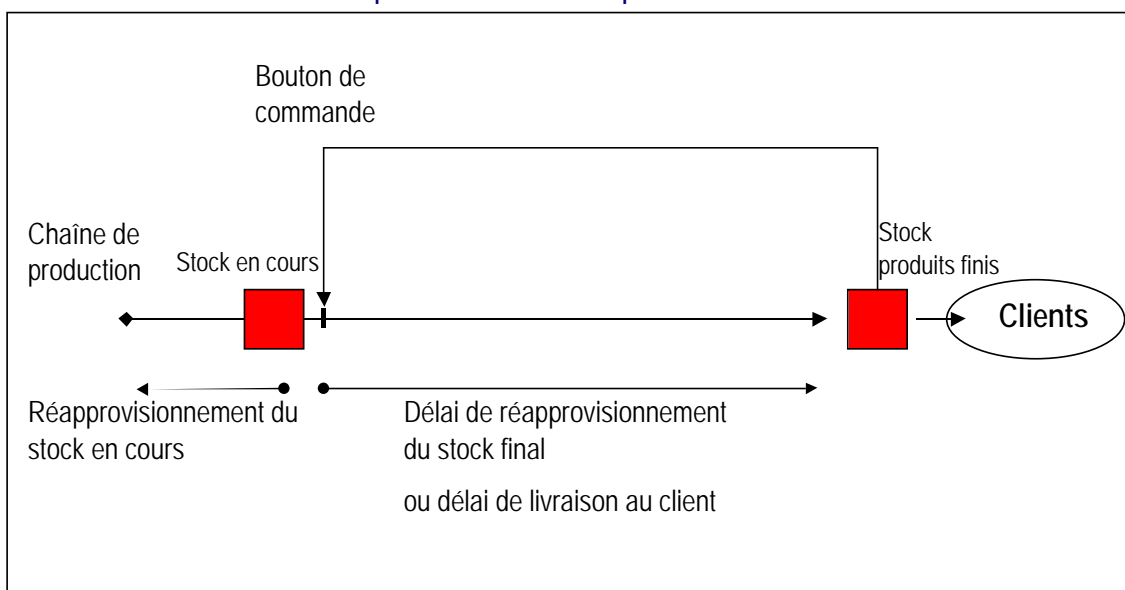 Bouton de
commande
Chaîne de
production
Stock en cours
Stock
produits finis
Clients
Réapprovisionnement du
stock en cours
Délai de réapprovisionnement
du stock final
ou délai de livraison au client